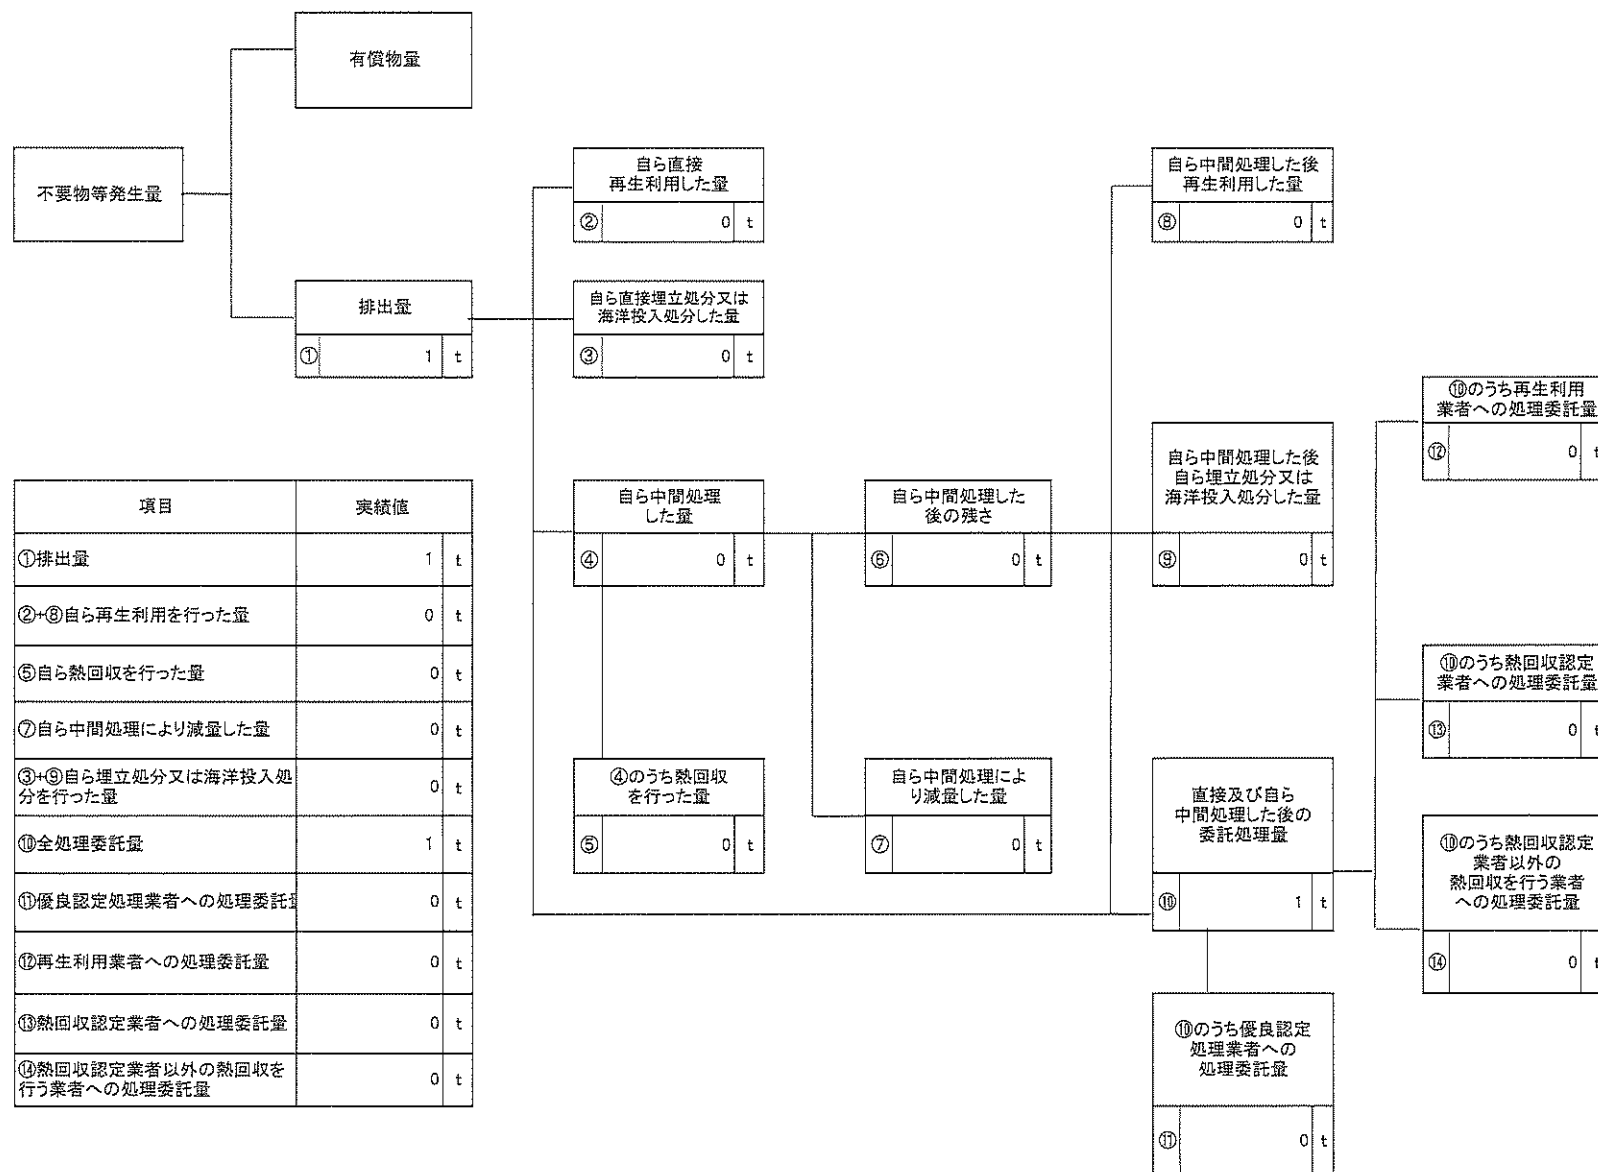 有償物量
不要物等発生量
排出量
① 1 t
自ら直接
再生利用した量
② 0 t
自ら直接埋立処分又は
海洋投入処分した量
③ 0 t
自ら中間処理
した量
④ 0 t
④のうち熱回収
を行った量
⑤ 0 t
自ら中間処理した
後の残さ
⑥ 0 t
自ら中間処理によ
り減量した量
⑦ 0 t
自ら中間処理した後
再生利用した量
⑧ 0 t
自ら中間処理した後
自ら埋立処分又は
海洋投入処分した量
⑨ 0 t
直接及び自ら
中間処理した後の
委託処理量
⑩ 1 t
⑩のうち優良認定
処理業者への
処理委託量
⑪ 0 t
⑩のうち再生利用
業者への処理委託量
⑫ 0 t
⑩のうち熱回収認定
業者への処理委託量
⑬ 0 t
⑩のうち熱回収認定
業者以外の
熱回収を行う業者
への処理委託量
⑭ 0 t
項目 実績値
①排出量 1 t
②+⑧自ら再生利用を行った量 0 t
⑤自ら熱回収を行った量 0 t
⑦自ら中間処理により減量した量 0 t
③+⑨自ら埋立処分又は海洋投入処
分を行った量 0 t
⑩全処理委託量 1 t
⑪優良認定処理業者への処理委託量 0 t
⑫再生利用業者への処理委託量 0 t
⑬熱回収認定業者への処理委託量 0 t
⑭熱回収認定業者以外の熱回収を
行う業者への処理委託量 0 t